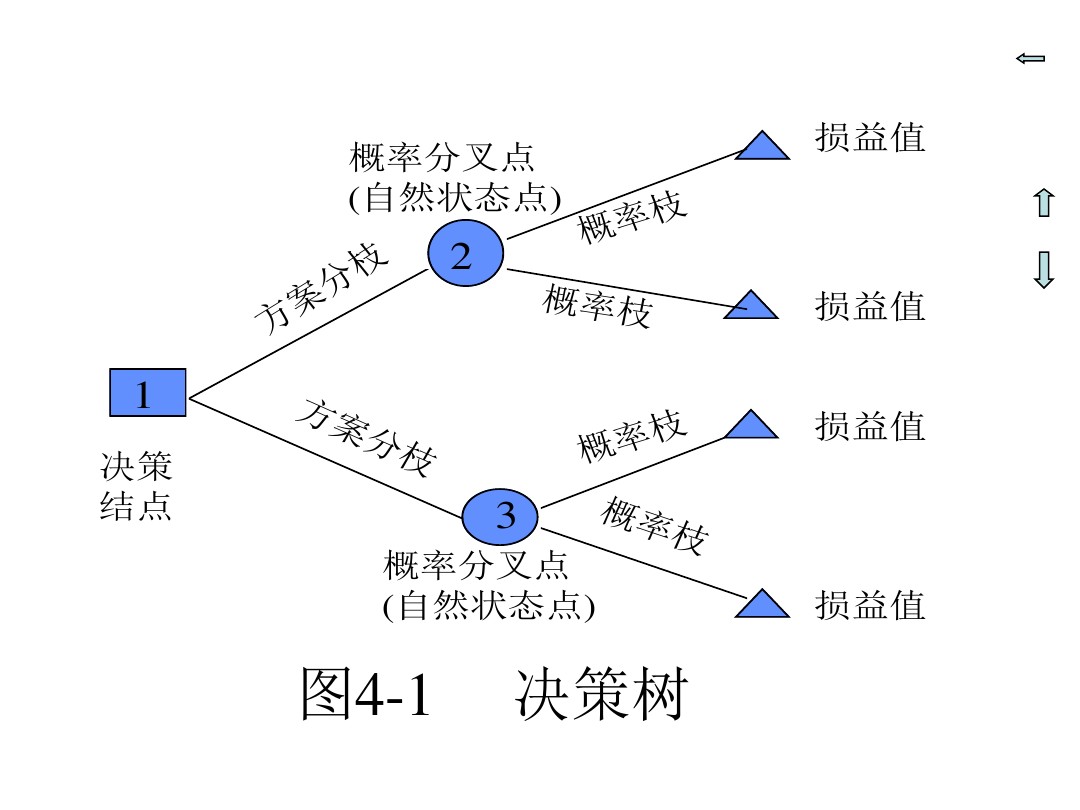 损益值
概率分叉点
(自然状态点)
概率枝
2
方案分枝
概率枝
损益值
1
方案分枝
概率枝
损益值
决策
结点
3
概率枝
概率分叉点
(自然状态点)
损益值
图4-1 决策树